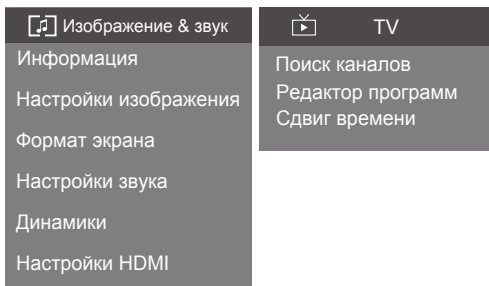 Изображение & звук
Информация
Настройки изображения
Формат экрана
Настройки звука
Динамики
Настройки HDMI
TV
Поиск каналов
Редактор программ
Сдвиг времени